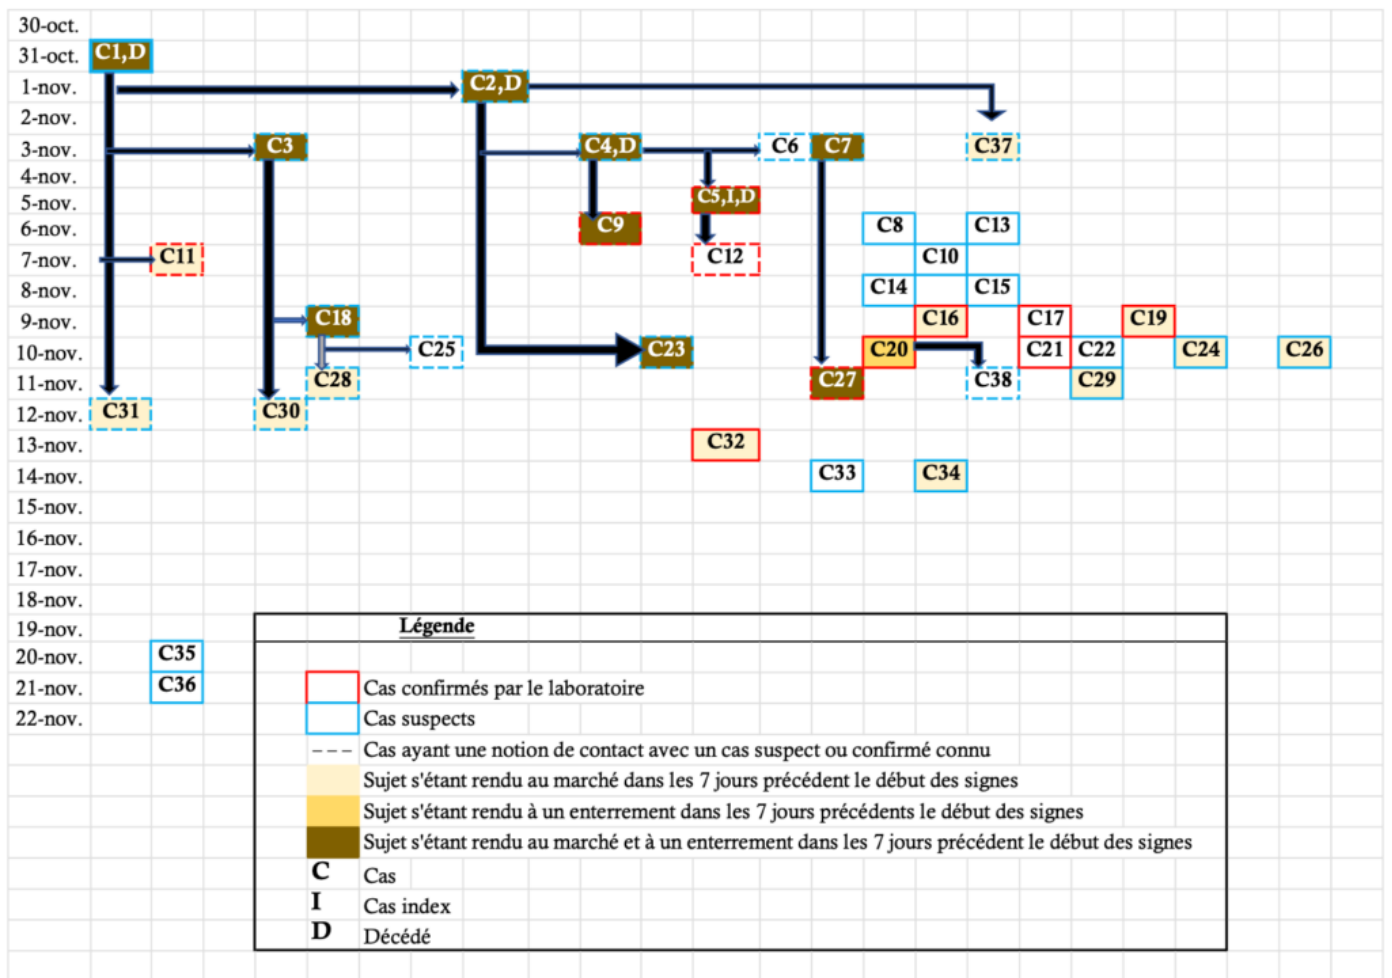 30-oct.
31-oct. C1,D
1-nov. C2,D
2-nov.
3-nov. C3 C4,D C6 C7 C37
4-nov.
5-nov. C5,I,D
6-nov. C9 C8 C13
7-nov. C11 C12 C10
8-nov. C14 C15
9-nov. C18 C16 C17 C19
10-nov. C25 C23 C20 C21 C22 C24 C26
11-nov. C28 C27 C38 C29
12-nov. C31 C30
13-nov. C32
14-nov. C33 C34
15-nov.
16-nov.
17-nov.
18-nov.
19-nov. Légende
20-nov. C35
21-nov. C36 Cas confirmés par le laboratoire
22-nov. Cas suspects
Cas ayant une notion de contact avec un cas suspect ou confirmé connu
Sujet s'étant rendu au marché dans les 7 jours précédent le début des signes
Sujet s'étant rendu à un enterrement dans les 7 jours précédents le début des signes
Sujet s'étant rendu au marché et à un enterrement dans les 7 jours précédent le début des signes
C Cas
I Cas index
D Décédé